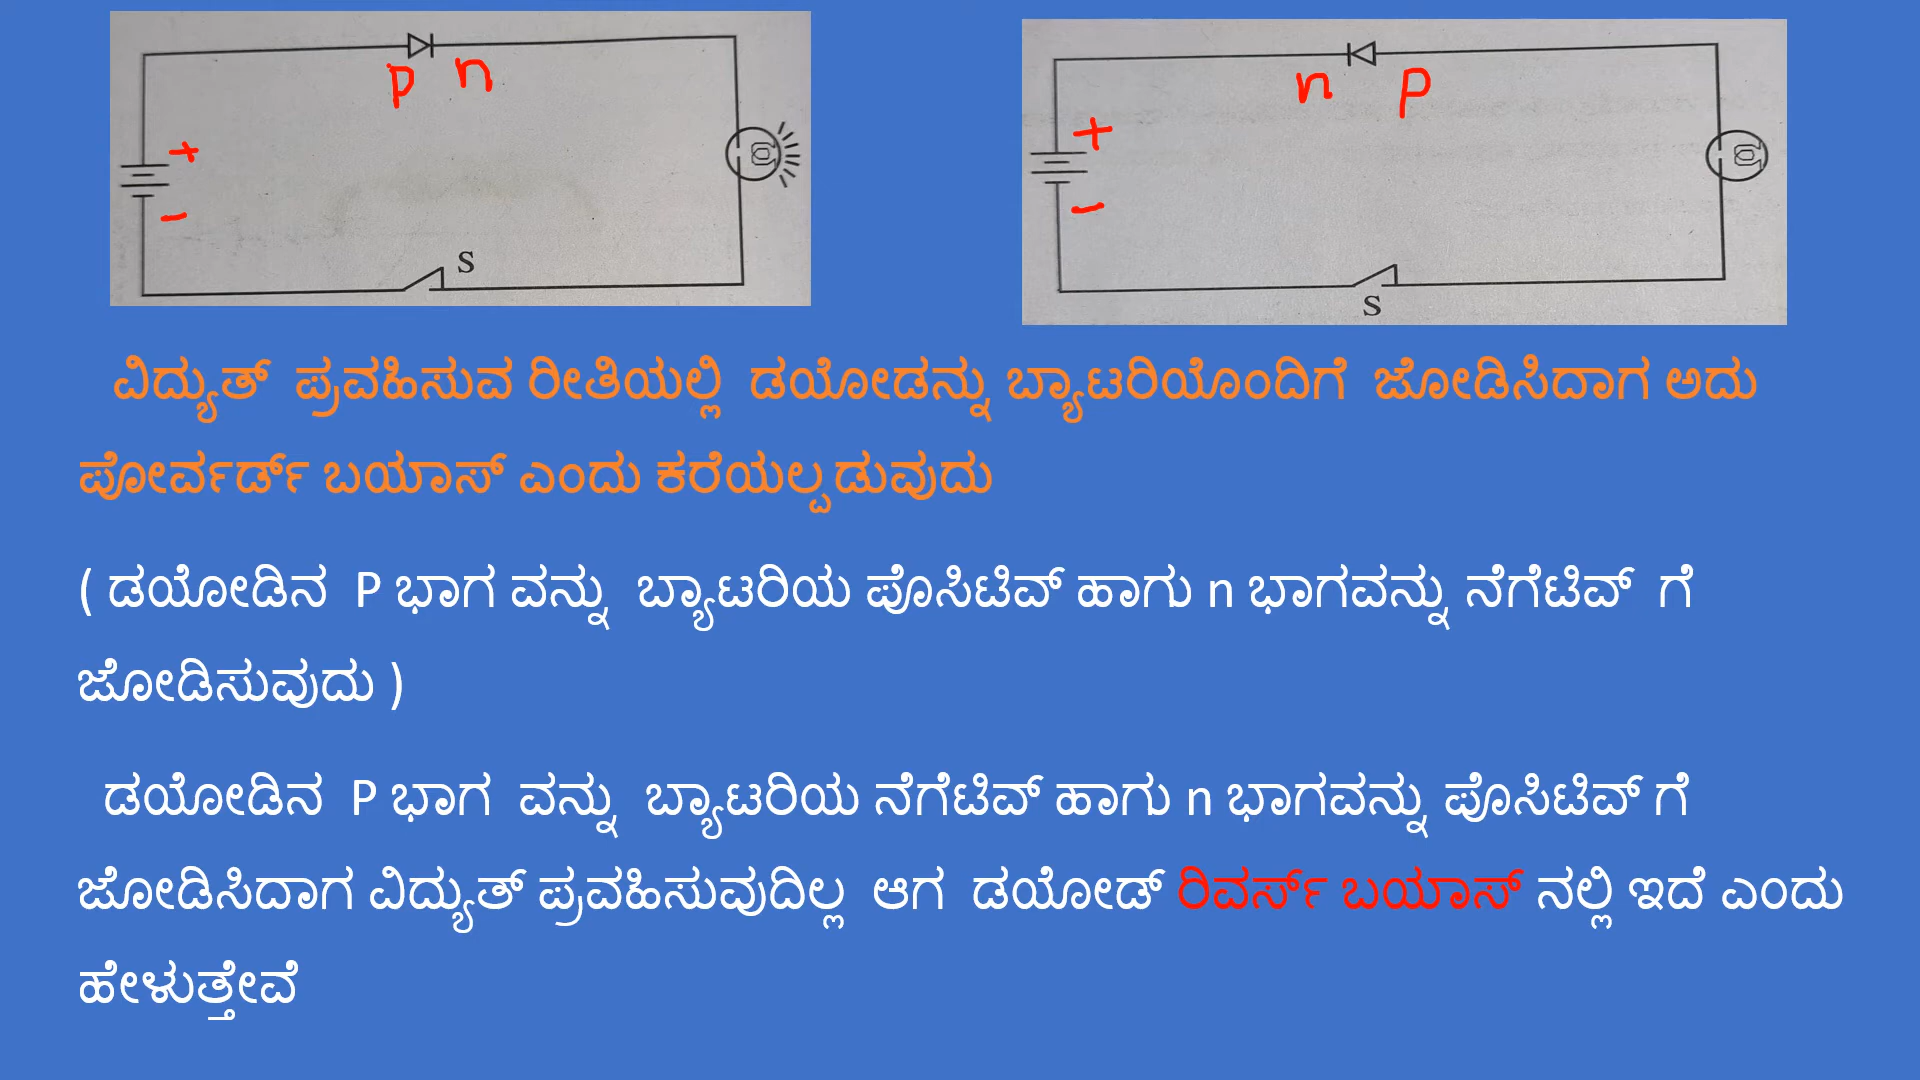 p n
n p
+
+
-
-
S
S
ವಿದ್ಯುತ್ ಪ್ರವಹಿಸುವ ರೀತಿಯಲ್ಲಿ ಡಯೋಡನ್ನು ಬ್ಯಾಟರಿಯೊಂದಿಗೆ ಜೋಡಿಸಿದಾಗ ಅದು
ಫೋರ್ವರ್ಡ್ ಬಯಾಸ್ ಎಂದು ಕರೆಯಲ್ಪಡುವುದು
( ಡಯೋಡಿನ P ಭಾಗ ವನ್ನು ಬ್ಯಾಟರಿಯ ಪೊಸಿಟಿವ್ ಹಾಗು n ಭಾಗವನ್ನು ನೆಗೆಟಿವ್ ಗೆ
ಜೋಡಿಸುವುದು )
ಡಯೋಡಿನ P ಭಾಗ ವನ್ನು ಬ್ಯಾಟರಿಯ ನೆಗೆಟಿವ್ ಹಾಗು n ಭಾಗವನ್ನು ಪೊಸಿಟಿವ್ ಗೆ
ಜೋಡಿಸಿದಾಗ ವಿದ್ಯುತ್ ಪ್ರವಹಿಸುವುದಿಲ್ಲ ಆಗ ಡಯೋಡ್ ರಿವರ್ಸ್ ಬಯಾಸ್ ನಲ್ಲಿ ಇದೆ ಎಂದು
ಹೇಳುತ್ತೇವೆ